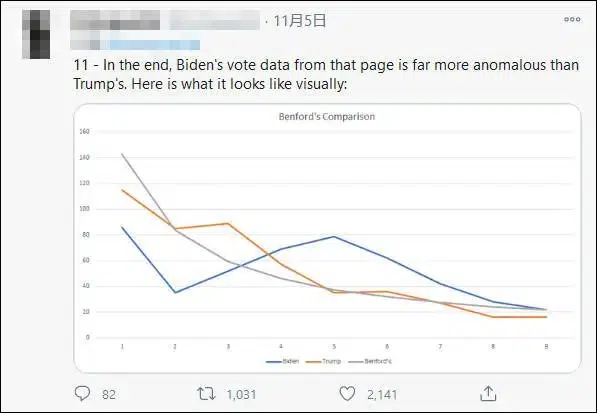 · 11月5日
11 - In the end, Biden's vote data from that page is far more anomalous than
Trump's. Here is what it looks like visually:
Benford's Comparison
160
140
120
100
80
60
40
20
0
1 2 3 4 5 6 7 8 9
Biden Trump Benford's
82 1,031 2,141